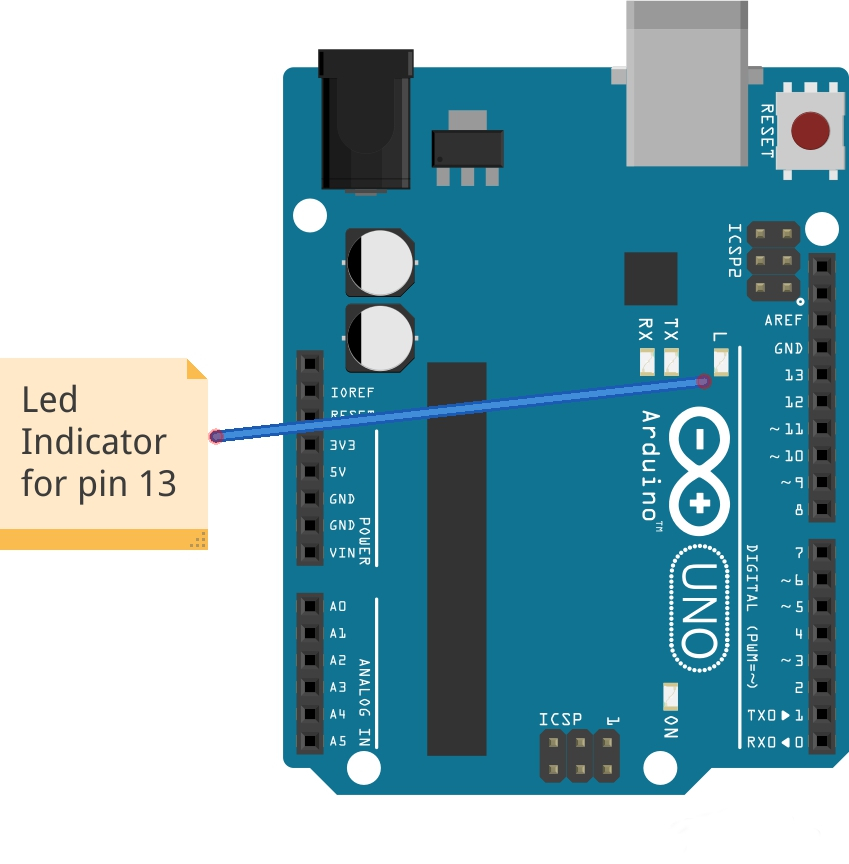 Led
Indicator
for pin 13
RESET
ICSP2
RX
TX
L
AREF
GND
13
12
~11
~10
~9
8
IOREF
RESET
3V3
5V
GND
GND
VIN
POWER
Arduino™
UNO
7
~6
~5
4
~3
2
TX0▶1
RX0◀0
DIGITAL (PWM=~)
A0
A1
A2
A3
A4
A5
ANALOG IN
ICSP
1
ON